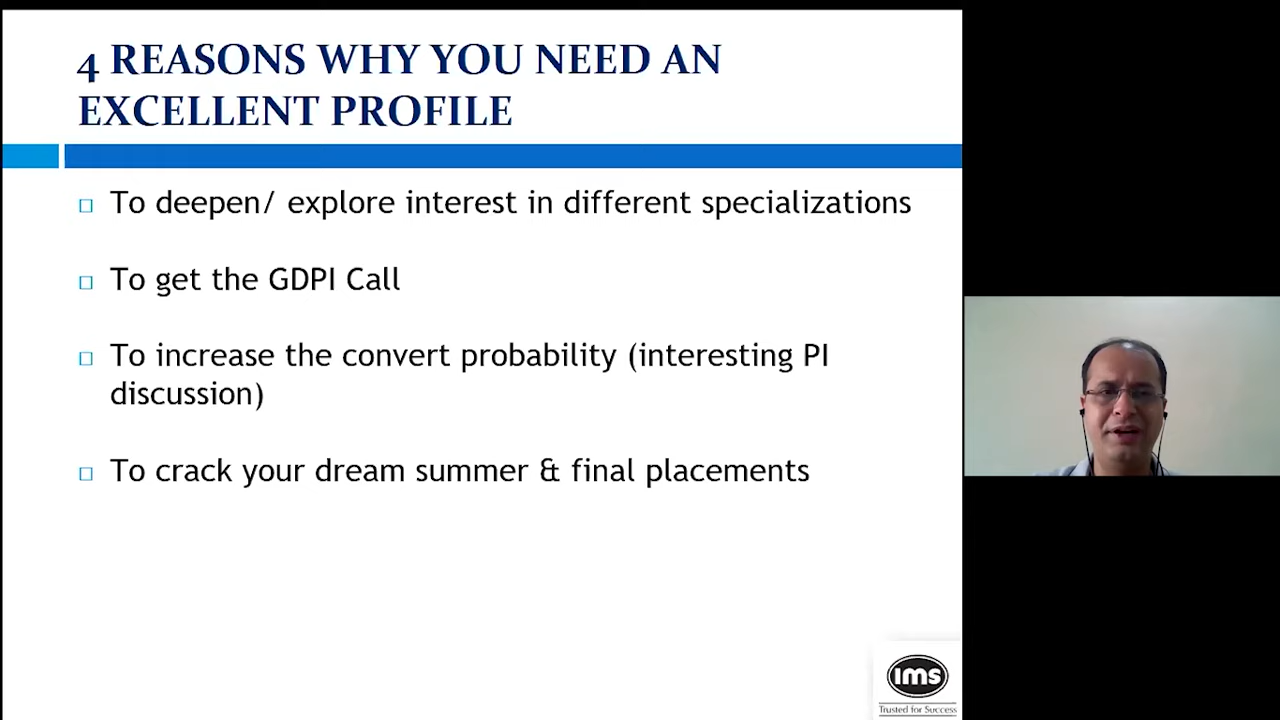 4 REASONS WHY YOU NEED AN
EXCELLENT PROFILE
To deepen/ explore interest in different specializations
To get the GDPI Call
To increase the convert probability (interesting PI
discussion)
To crack your dream summer & final placements
ims
Trusted for Success